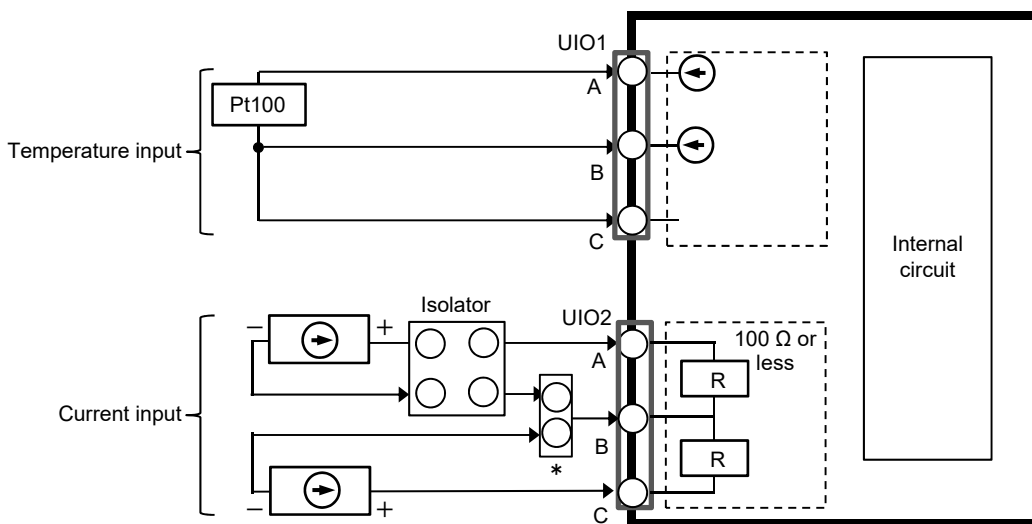 UIO1
A
Pt100
Temperature input
B
C
Internal
circuit
Isolator
UIO2
− +
A
100 Ω or
less
R
Current input
B
R
*
− +
C